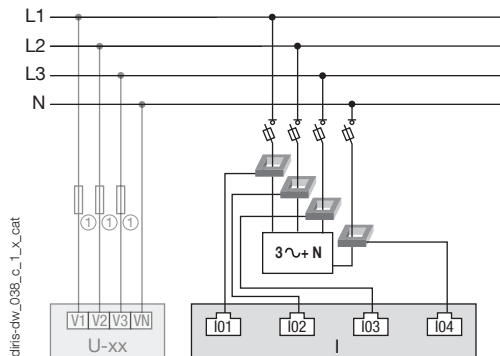 L1
L2
L3
N
1 1 1
3∿+ N
V1 V2 V3 VN
U-xx
I01 I02 I03 I04
I
diris-dw_038_c_1_x_cat